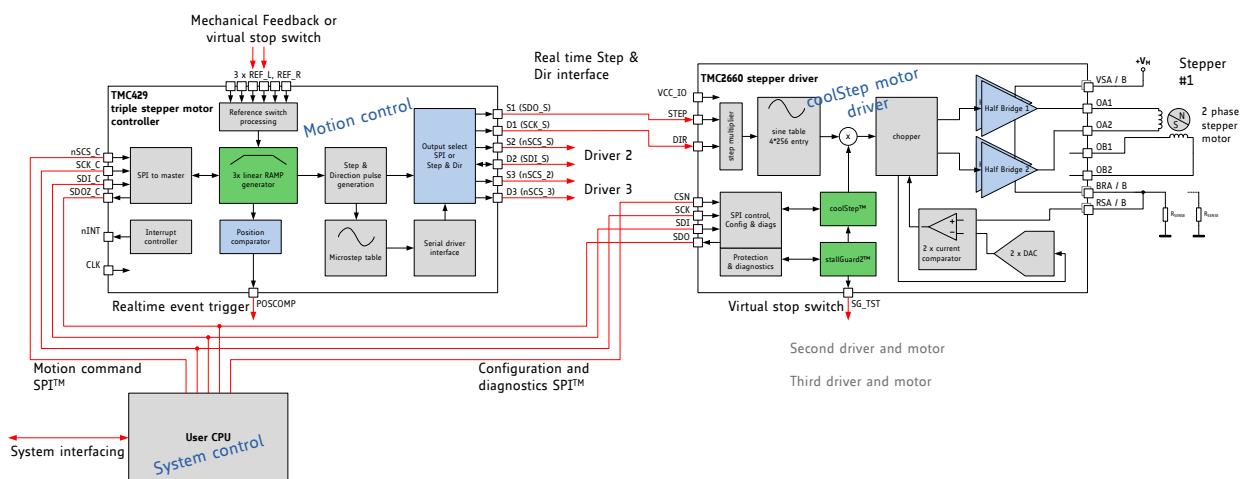 Mechanical Feedback or
virtual stop switch
3 x REF_L, REF_R
TMC429
triple stepper motor
controller
Reference switch
processing
Motion control
Output select
SPI or
Step & Dir
nSCS_C
SCK_C
SDI_C
SDOZ_C
SPI to master
3x linear RAMP
generator
Step &
Direction pulse
generation
nINT
Interrupt
controller
Position
comparator
Microstep table
Serial driver
interface
CLK
Realtime event trigger
POSCOMP
S1 (SDO_S)
D1 (SCK_S)
S2 (nSCS_S)
D2 (SDI_S)
S3 (nSCS_2)
D3 (nSCS_3)
Driver 2
Driver 3
Real time Step &
Dir interface
TMC2660 stepper driver
coolStep motor
driver
VCC_IO
STEP
DIR
step multiplier
sine table
4*256 entry
x
chopper
Half Bridge 1
Half Bridge 2
+VM
VSA / B
OA1
OA2
OB1
OB2
BRA / B
RSA / B
Stepper
#1
N
S
2 phase
stepper
motor
RSENSE
RSENSE
CSN
SCK
SDI
SDO
SPI control,
Config & diags
Protection
& diagnostics
coolStep™
stallGuard2™
2 x current
comparator
2 x DAC
Virtual stop switch
SG_TST
Second driver and motor
Third driver and motor
Motion command
SPI™
Configuration and
diagnostics SPI™
User CPU
System control
System interfacing